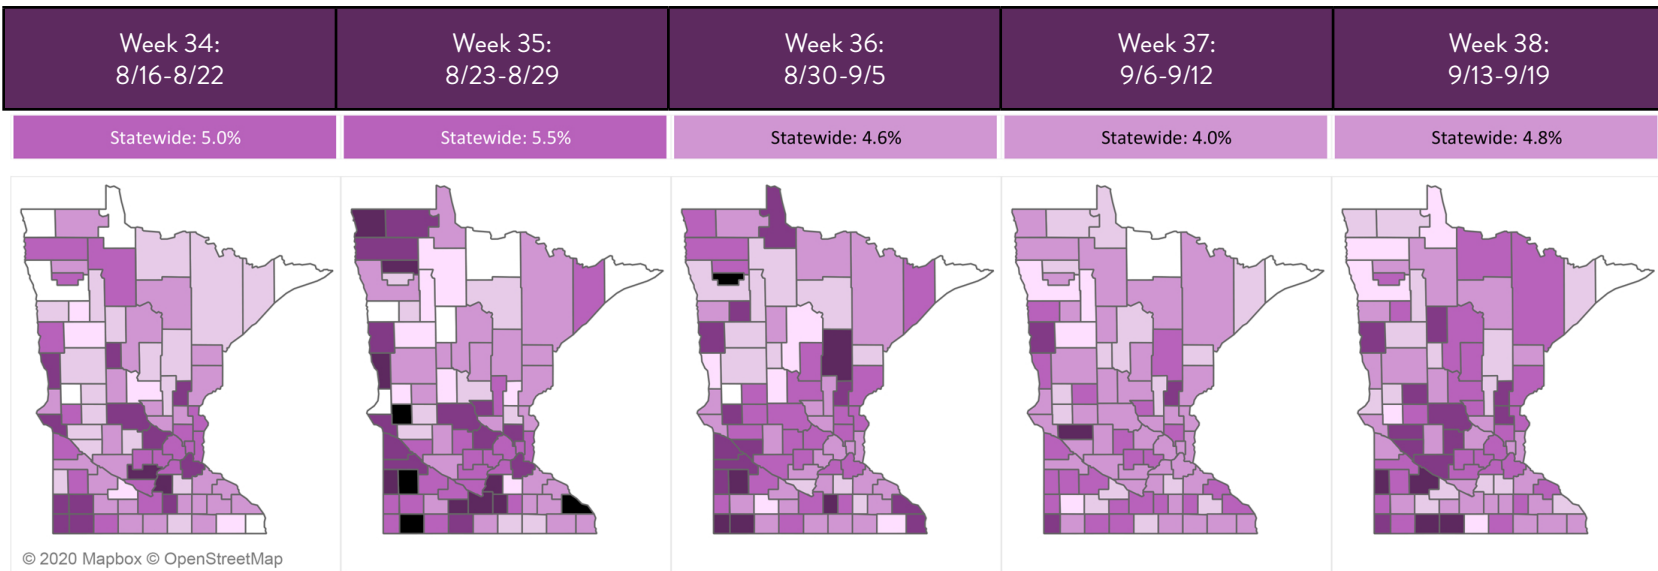 Week 34:
8/16-8/22
Week 35:
8/23-8/29
Week 36:
8/30-9/5
Week 37:
9/6-9/12
Week 38:
9/13-9/19
Statewide: 5.0%
Statewide: 5.5%
Statewide: 4.6%
Statewide: 4.0%
Statewide: 4.8%
© 2020 Mapbox © OpenStreetMap